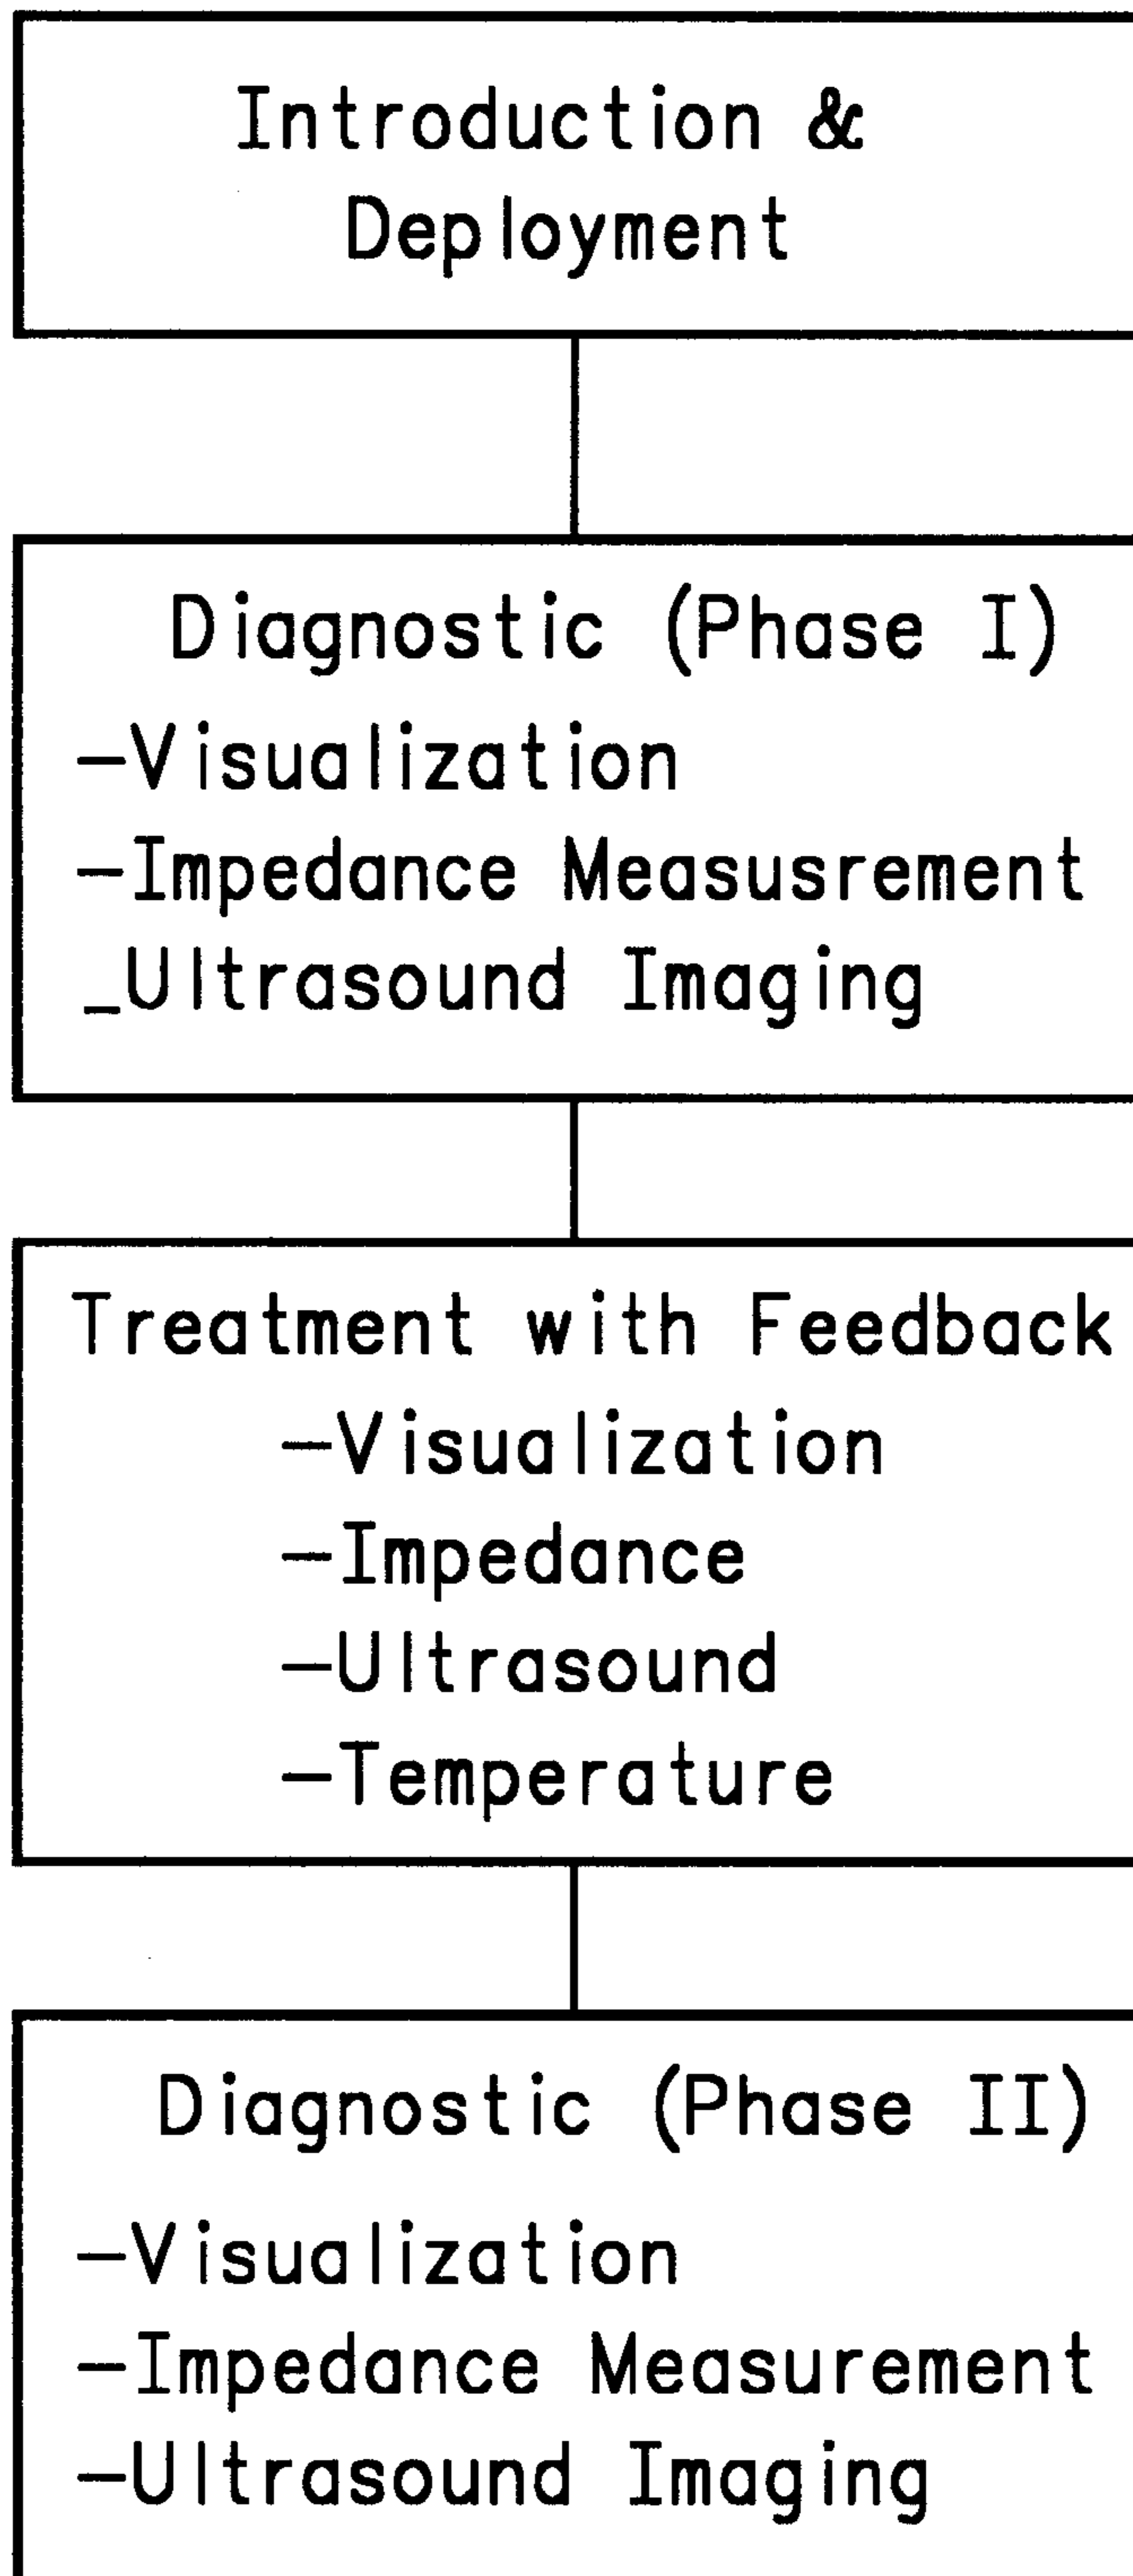 Introduction &
Deployment
Diagnostic (Phase I)
-Visualization
-Impedance Measusrement
_Ultrasound Imaging
Treatment with Feedback
-Visualization
-Impedance
-Ultrasound
-Temperature
Diagnostic (Phase II)
-Visualization
-Impedance Measurement
-Ultrasound Imaging